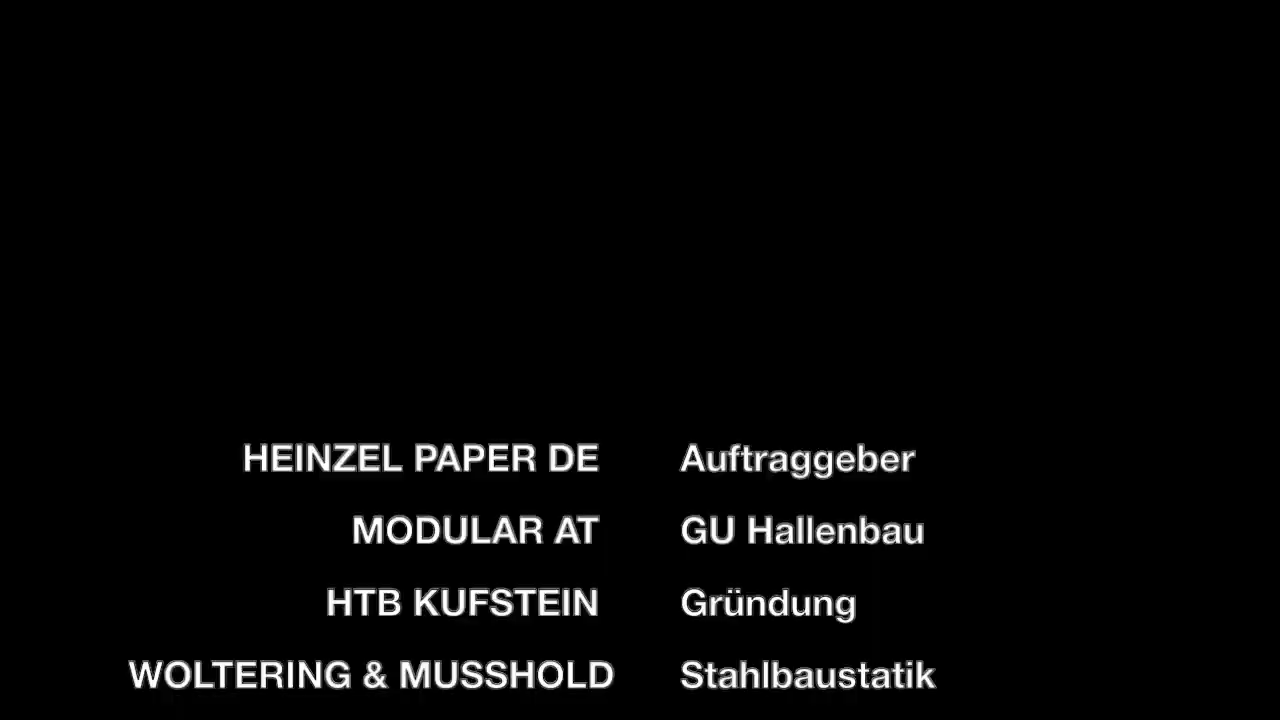 HEINZEL PAPER DE Auftraggeber
MODULAR AT GU Hallenbau
HTB KUFSTEIN Gründung
WOLTERING & MUSSHOLD Stahlbaustatik